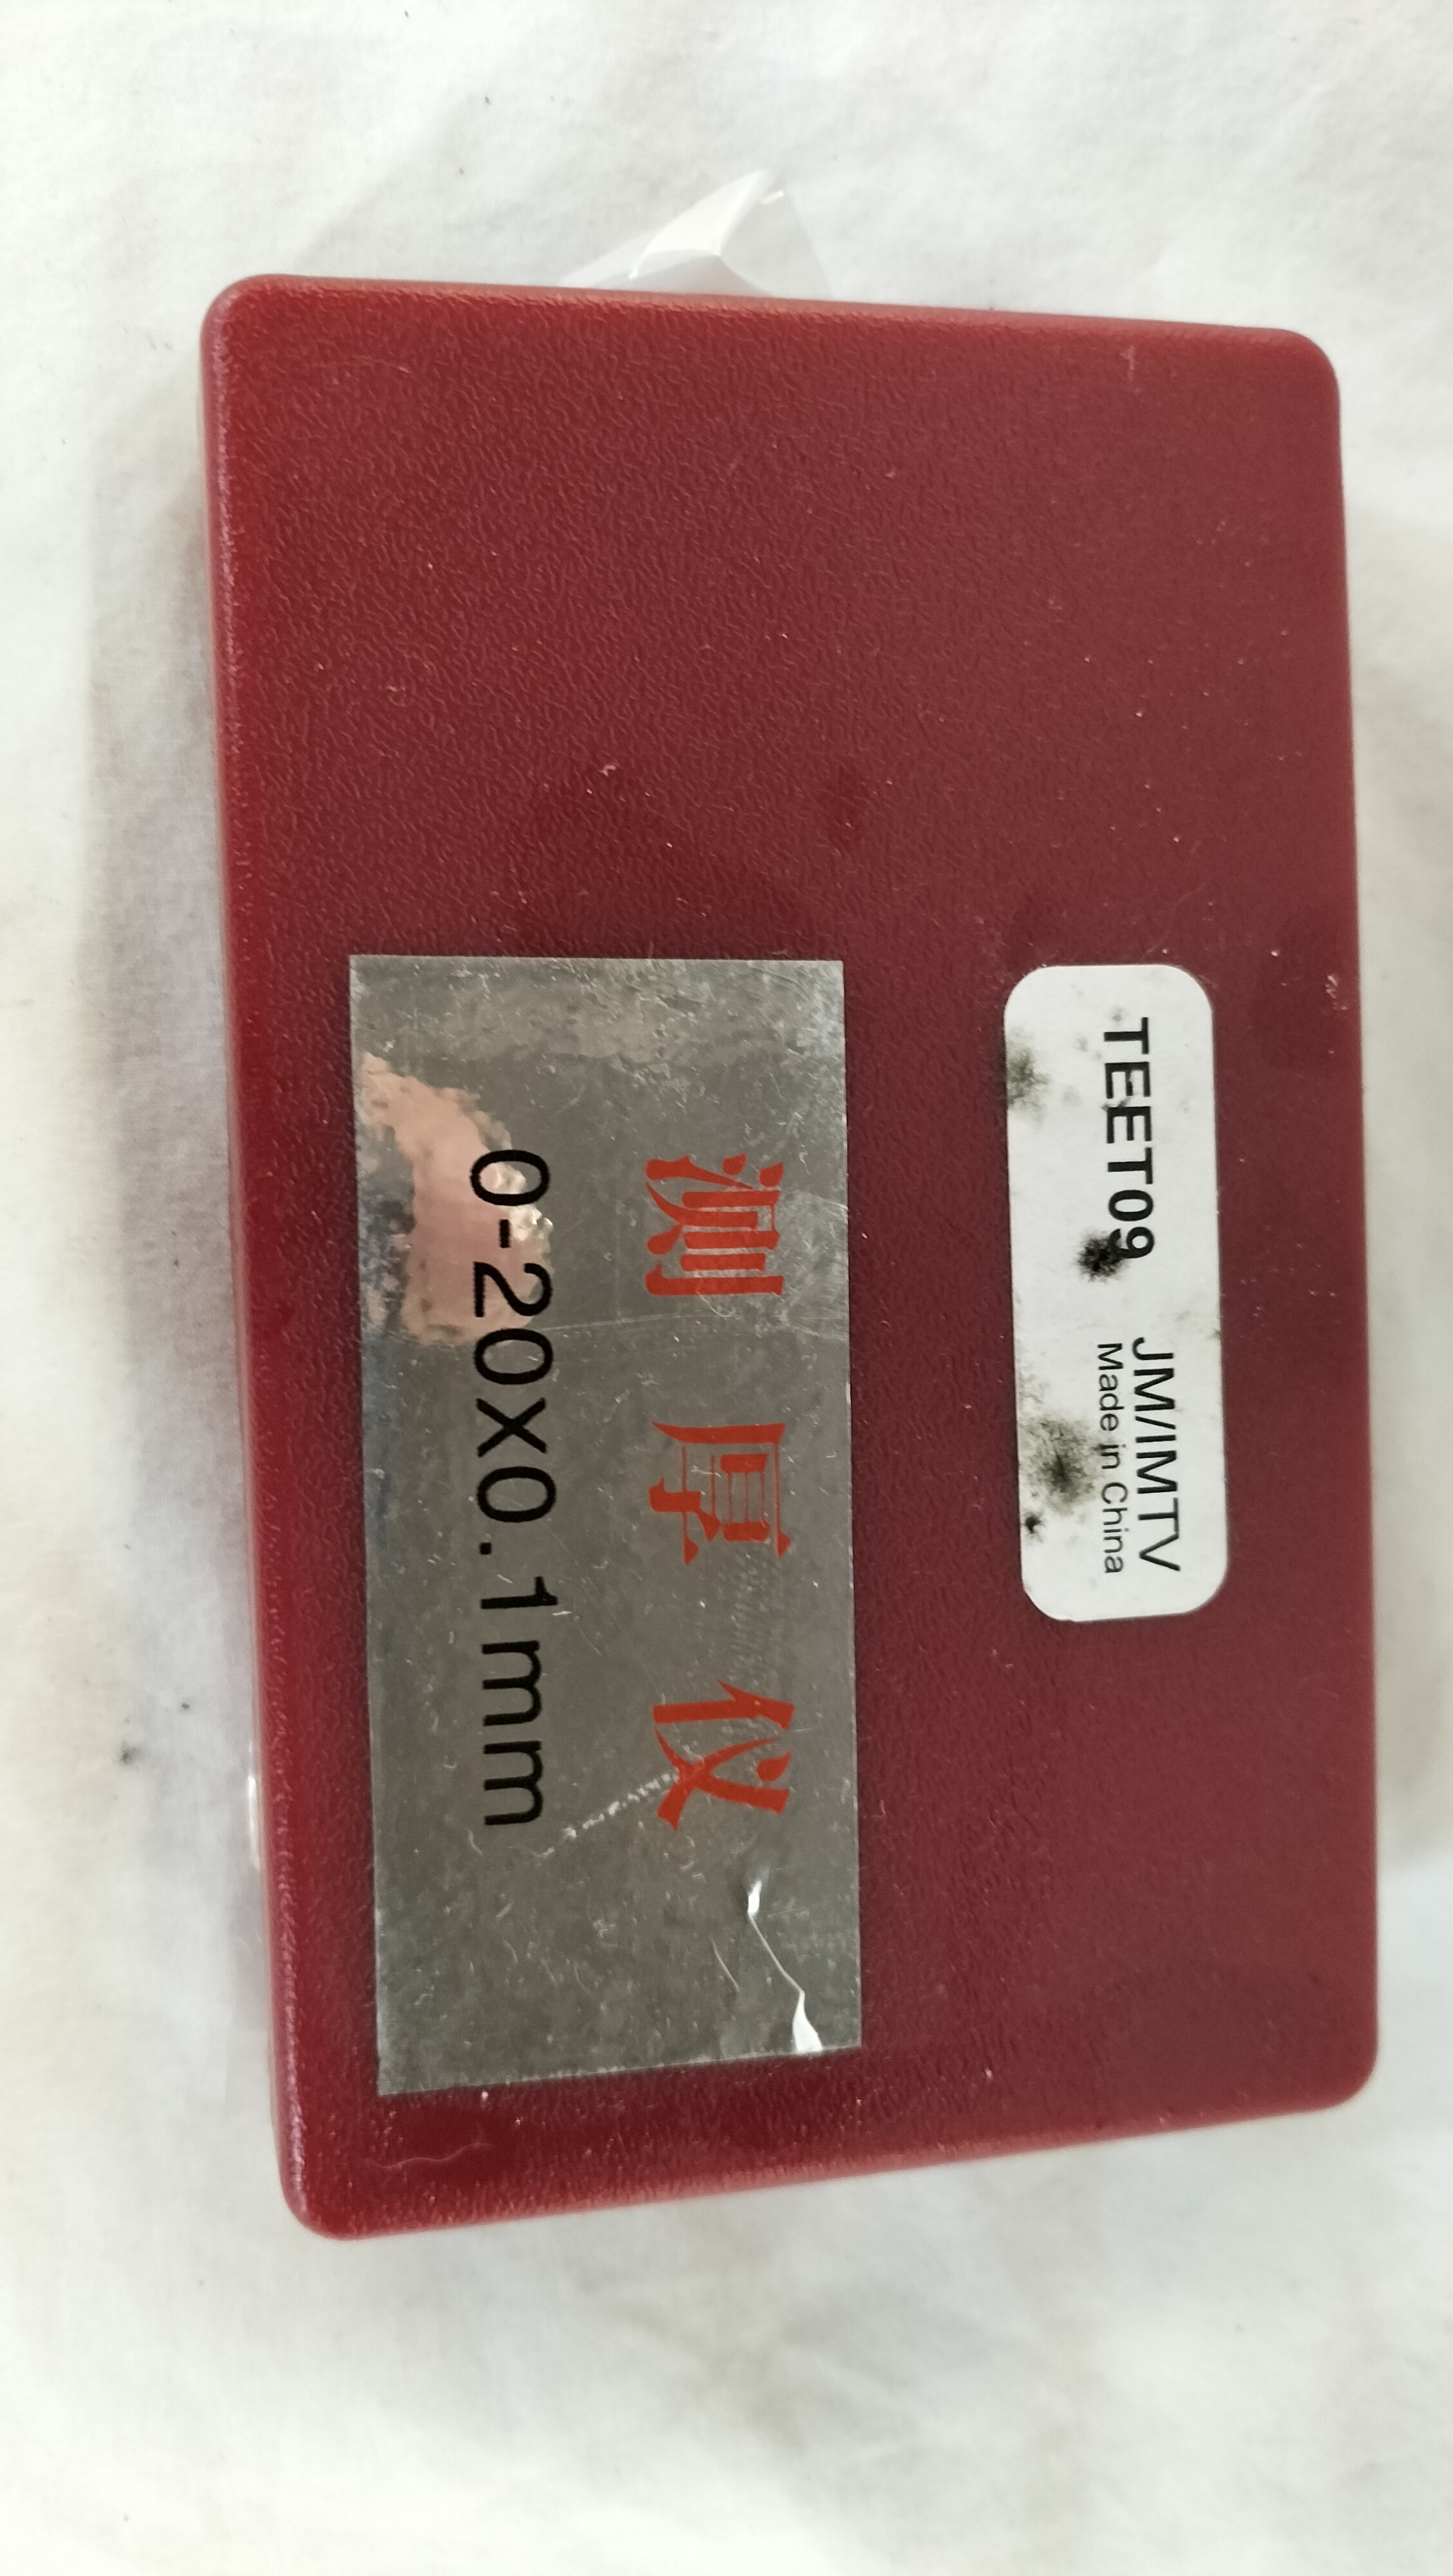 TEET09
JM/IMTV
Made in China
测厚仪
0-20X0.1mm